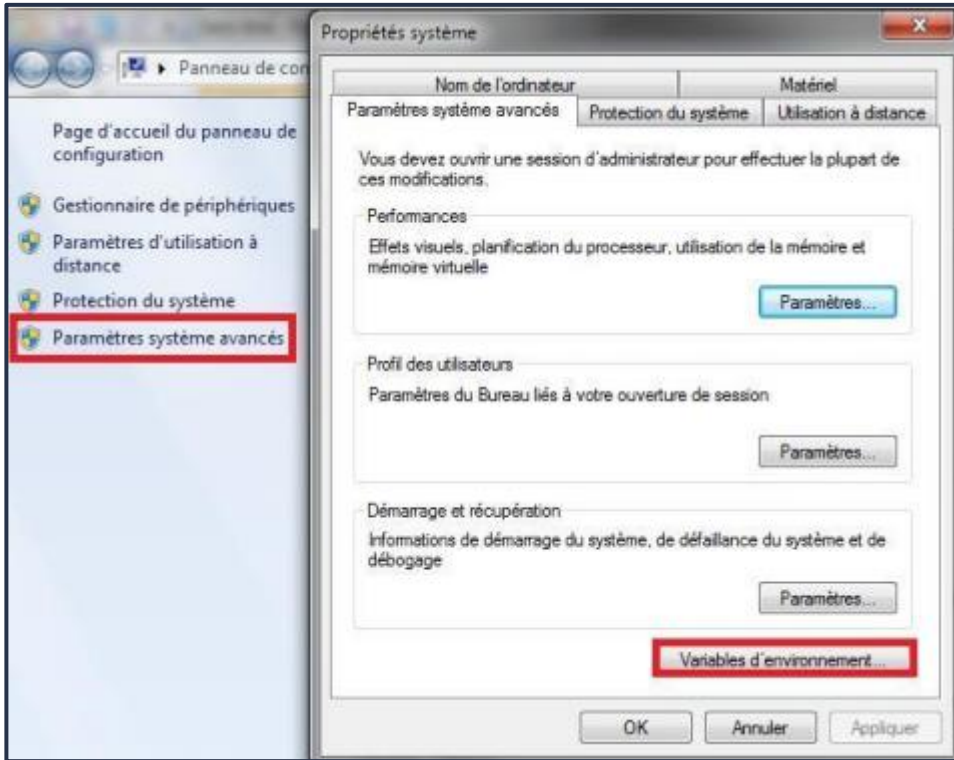 Panneau de con
Page d'accueil du panneau de
configuration
Gestionnaire de périphériques
Paramètres d'utilisation à
distance
Protection du système
Paramètres système avancés
Propriétés système
Nom de l'ordinateur
Matériel
Paramètres système avancés
Protection du système
Utilisation à distance
Vous devez ouvrir une session d'administrateur pour effectuer la plupart de
ces modifications.
Performances
Effets visuels, planification du processeur, utilisation de la mémoire et
mémoire virtuelle
Paramètres...
Profil des utilisateurs
Paramètres du Bureau liés à votre ouverture de session
Paramètres...
Démarrage et récupération
Informations de démarrage du système, de défaillance du système et de
débogage
Paramètres...
Variables d'environnement...
OK
Annuler
Appliquer